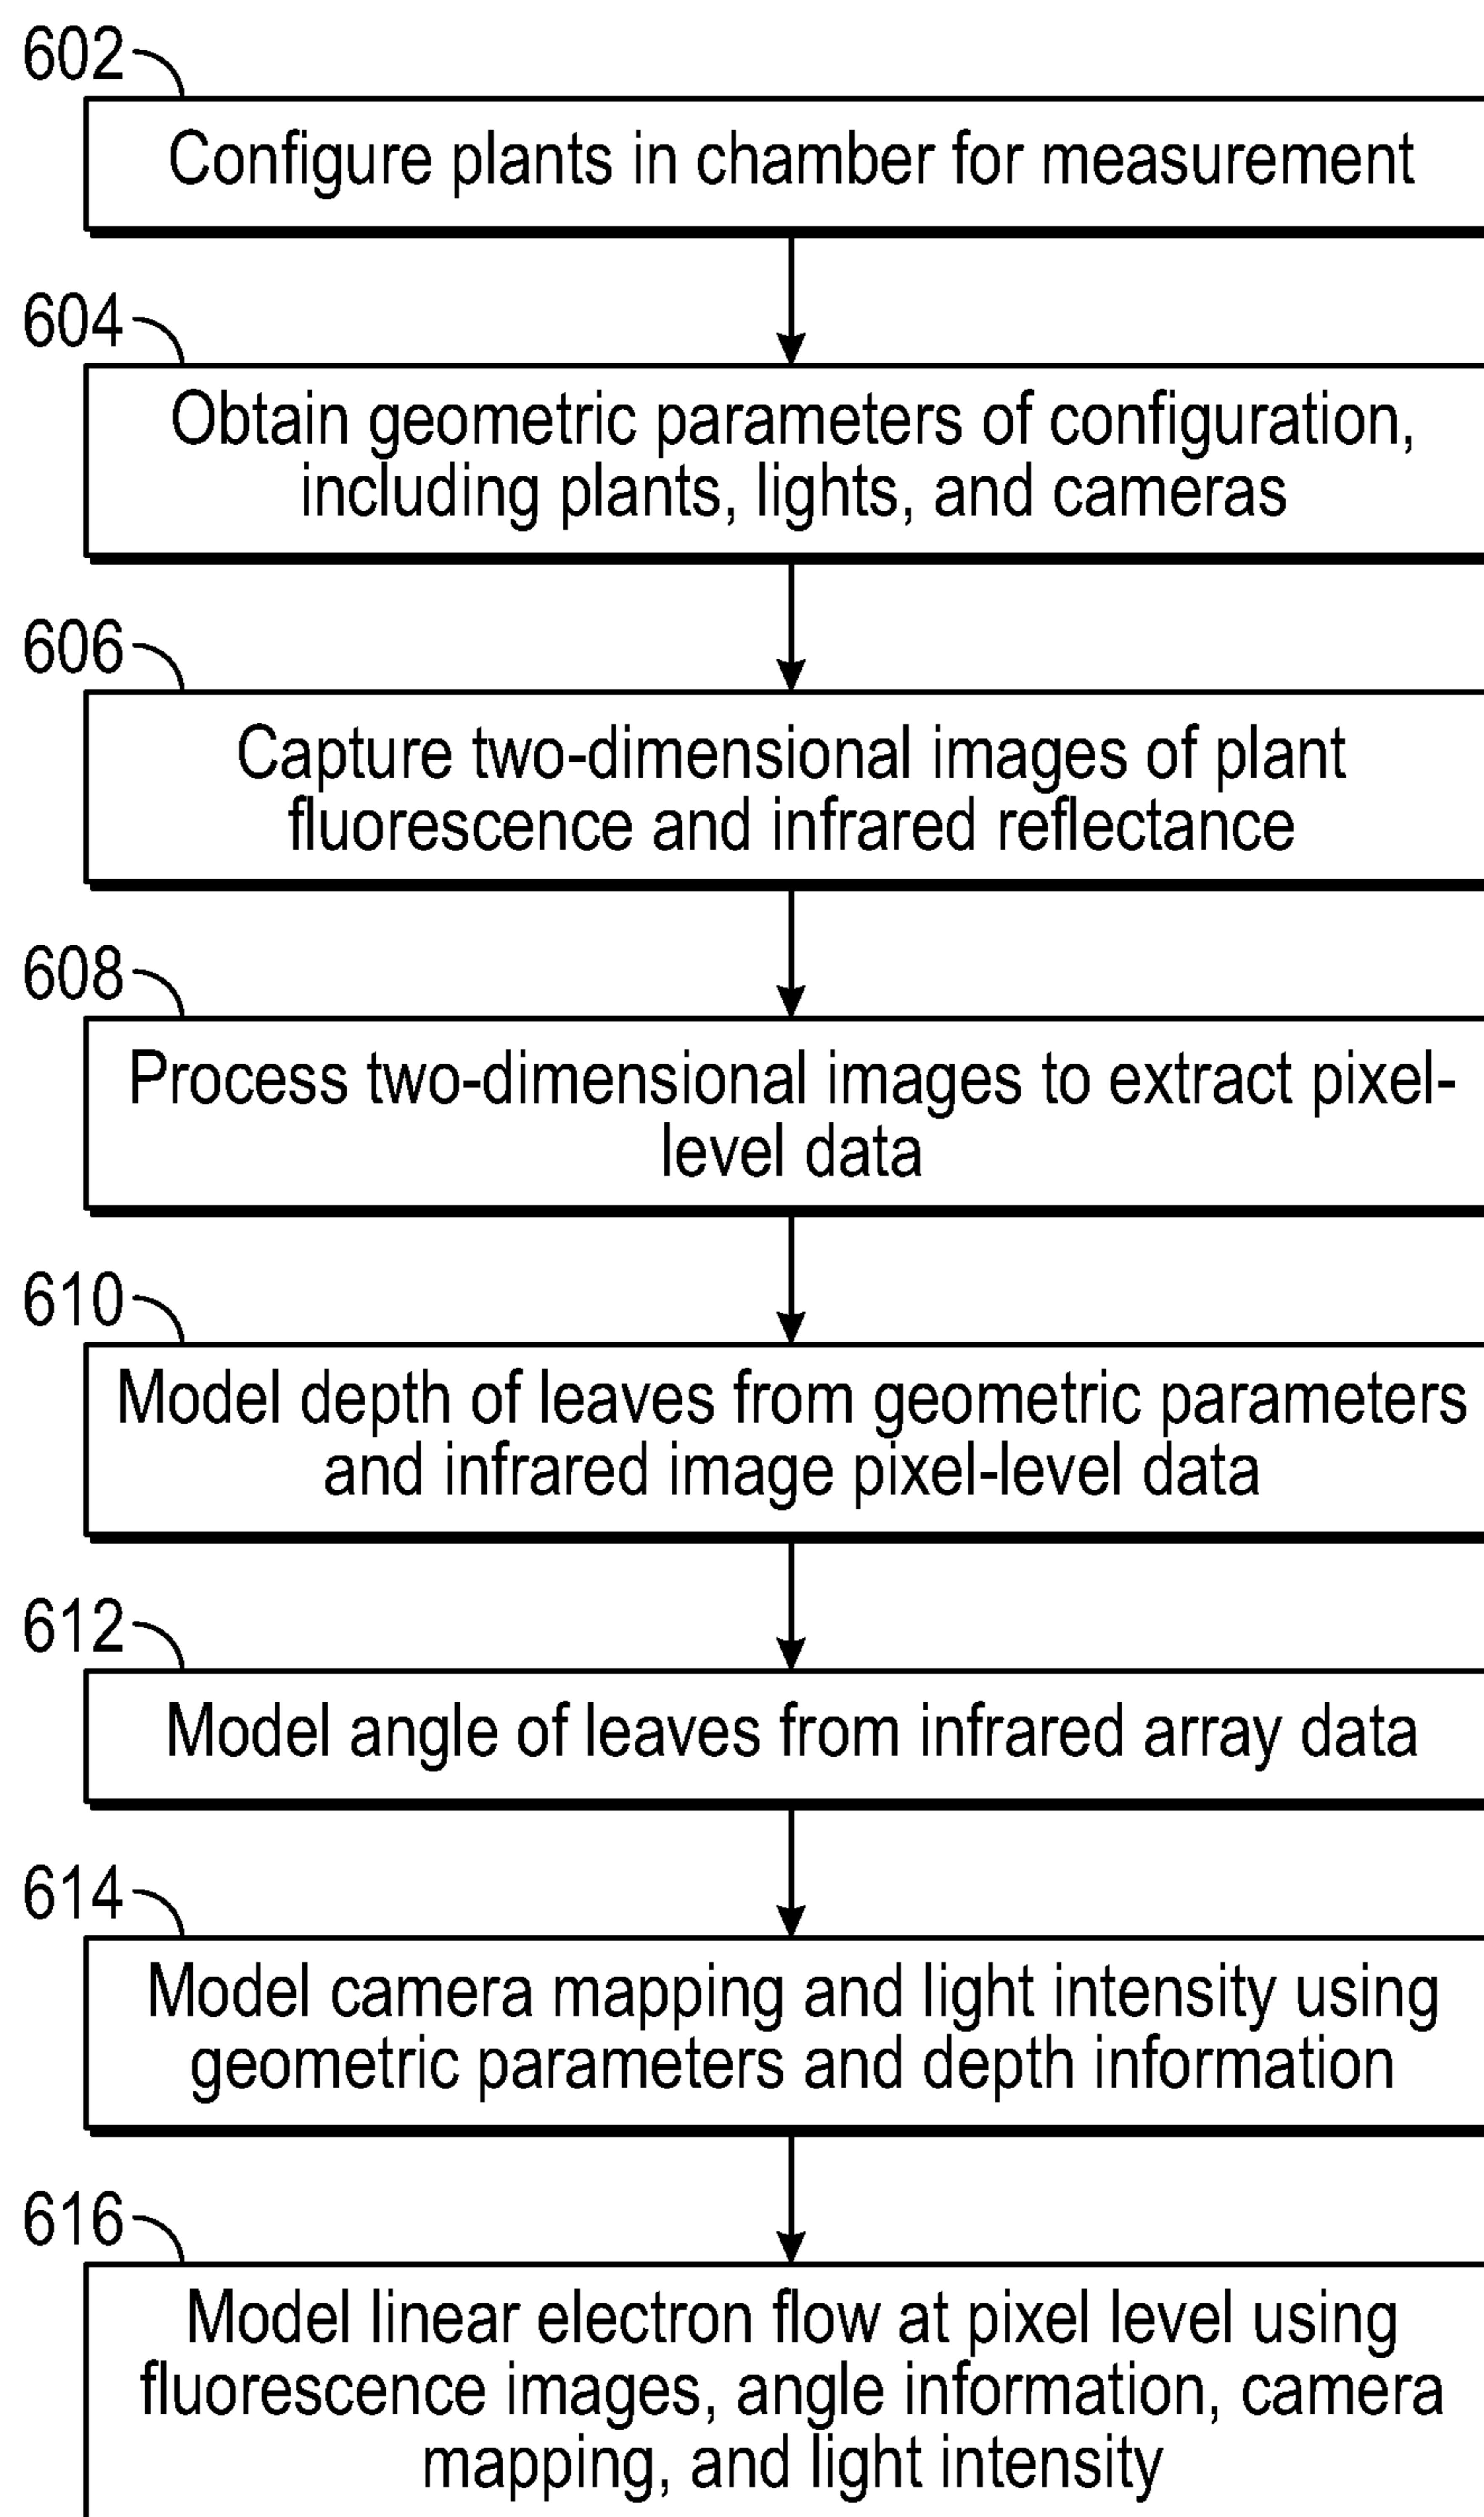 602
Configure plants in chamber for measurement
604
Obtain geometric parameters of configuration,
including plants, lights, and cameras
606
Capture two-dimensional images of plant
fluorescence and infrared reflectance
608
Process two-dimensional images to extract pixel-
level data
610
Model depth of leaves from geometric parameters
and infrared image pixel-level data
612
Model angle of leaves from infrared array data
614
Model camera mapping and light intensity using
geometric parameters and depth information
616
Model linear electron flow at pixel level using
fluorescence images, angle information, camera
mapping, and light intensity